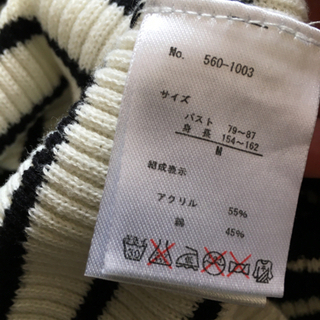 No. 560-1003
サイズ
バスト 79~87
身長 154~162
M
組成表示
アクリル 55%
綿 45%